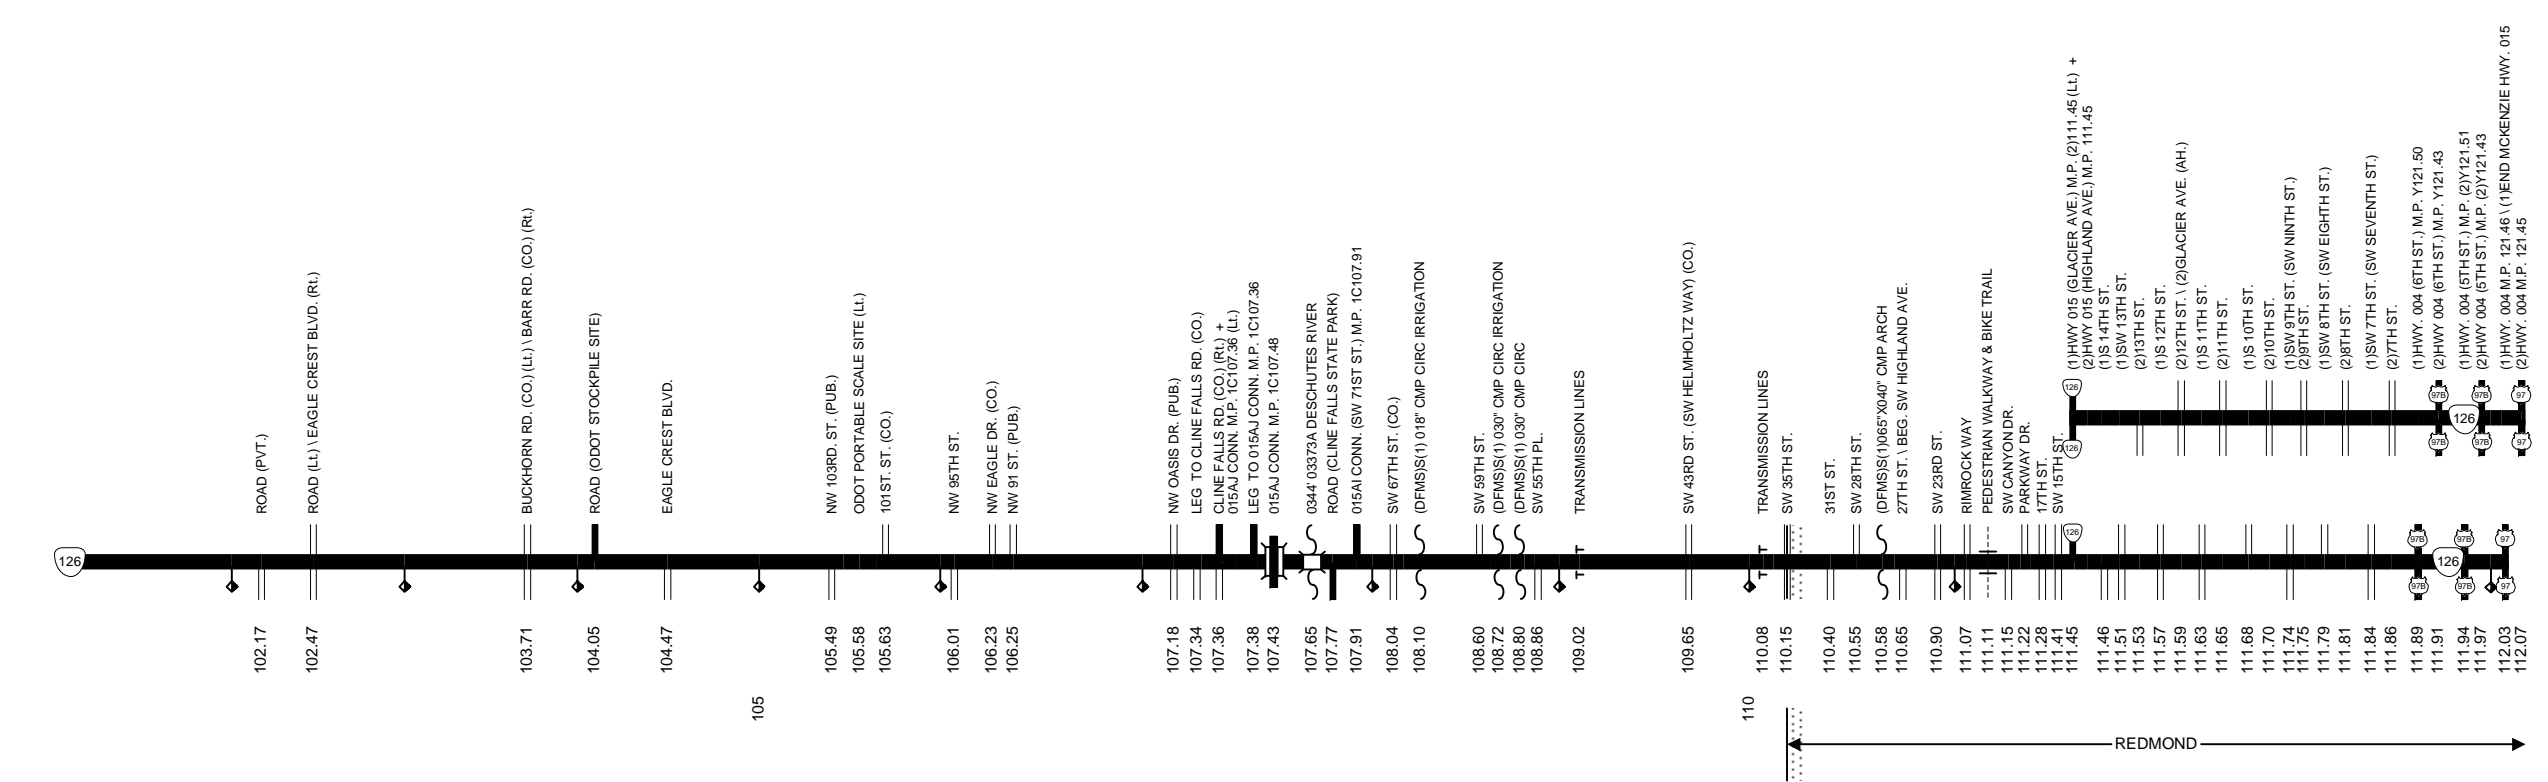 ROAD (PVT.)
ROAD (Lt.) \ EAGLE CREST BLVD. (Rt.)
BUCKHORN RD. (CO.) (Lt.) \ BARR RD. (CO.) (Rt.)
ROAD (ODOT STOCKPILE SITE)
EAGLE CREST BLVD.
NW 103RD. ST. (PUB.)
ODOT PORTABLE SCALE SITE (Lt.)
101ST. ST. (CO.)
NW 95TH ST.
NW EAGLE DR. (CO.)
NW 91 ST. (PUB.)
NW OASIS DR. (PUB.)
LEG TO CLINE FALLS RD. (CO.)
CLINE FALLS RD. (CO.) (Rt.) +
015AJ CONN. M.P. 1C107.36 (Lt.)
LEG TO 015AJ CONN. M.P. 1C107.36
015AJ CONN. M.P. 1C107.48
0344' 03373A DESCHUTES RIVER
ROAD (CLINE FALLS STATE PARK)
015AI CONN. (SW 71ST ST.) M.P. 1C107.91
SW 67TH ST. (CO.)
(DFMS)S(1) 018" CMP CIRC IRRIGATION
SW 59TH ST.
(DFMS)S(1) 030" CMP CIRC IRRIGATION
(DFMS)S(1) 030" CMP CIRC
SW 55TH PL.
TRANSMISSION LINES
SW 43RD ST. (SW HELMHOLTZ WAY) (CO.)
TRANSMISSION LINES
SW 35TH ST.
31ST ST.
SW 28TH ST.
(DFMS)S(1)065"X040" CMP ARCH
27TH ST. \ BEG. SW HIGHLAND AVE.
SW 23RD ST.
RIMROCK WAY
PEDESTRIAN WALKWAY & BIKE TRAIL
SW CANYON DR.
PARKWAY DR.
17TH ST.
SW 15TH ST.
(1)HWY 015 (GLACIER AVE.) M.P. (2)111.45 (Lt.) +
(2)HWY 015 (HIGHLAND AVE.) M.P. 111.45
(1)S 14TH ST.
(1)SW 13TH ST.
(2)13TH ST.
(1)S 12TH ST.
(2)12TH ST. \ (2)GLACIER AVE. (AH.)
(1)S 11TH ST.
(2)11TH ST.
(1)S 10TH ST.
(2)10TH ST.
(1)SW 9TH ST. (SW NINTH ST.)
(2)9TH ST.
(1)SW 8TH ST. (SW EIGHTH ST.)
(2)8TH ST.
(1)SW 7TH ST. (SW SEVENTH ST.)
(2)7TH ST.
(1)HWY. 004 (6TH ST.) M.P. Y121.50
(2)HWY 004 (6TH ST.) M.P. Y121.43
(1)HWY. 004 (5TH ST.) M.P. (2)Y121.51
(2)HWY 004 (5TH ST.) M.P. (2)Y121.43
(1)HWY. 004 M.P. 121.46 \ (1)END MCKENZIE HWY. 015
(2)HWY. 004 M.P. 121.45
126
97B
97B
97
126
126
97B
97B
97
126
97B
97B
97
126
126
97B
97B
97
102.17
102.47
103.71
104.05
104.47
105.49
105.58
105.63
106.01
106.23
106.25
107.18
107.34
107.36
107.38
107.43
107.65
107.77
107.91
108.04
108.10
108.60
108.72
108.80
108.86
109.02
109.65
110.08
110.15
110.40
110.55
110.58
110.65
110.90
111.07
111.11
111.15
111.22
111.28
111.41
111.45
111.46
111.51
111.53
111.57
111.59
111.63
111.65
111.68
111.70
111.74
111.75
111.79
111.81
111.84
111.86
111.89
111.91
111.94
111.97
112.03
112.07
105
110
REDMOND